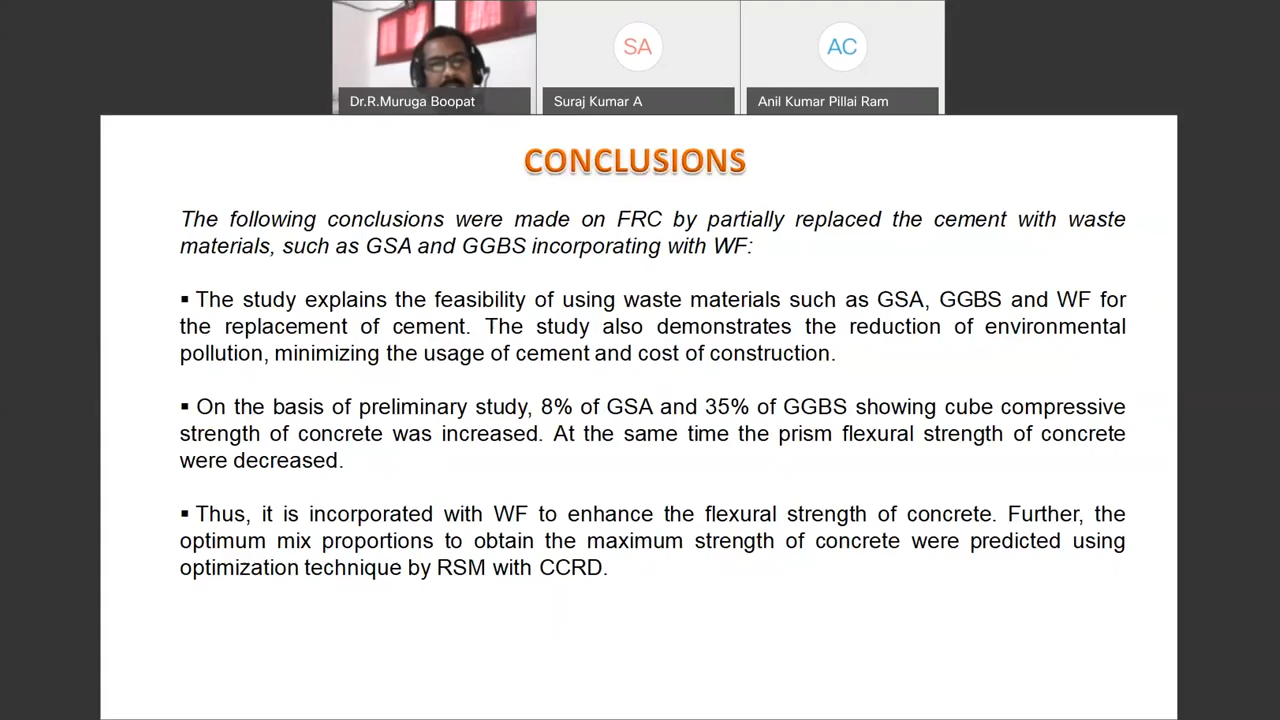 SA
AC
Dr.R.Muruga Boopat
Suraj Kumar A
Anil Kumar Pillai Ram
CONCLUSIONS
The following conclusions were made on FRC by partially replaced the cement with waste
materials, such as GSA and GGBS incorporating with WF:
▪ The study explains the feasibility of using waste materials such as GSA, GGBS and WF for
the replacement of cement. The study also demonstrates the reduction of environmental
pollution, minimizing the usage of cement and cost of construction.
▪ On the basis of preliminary study, 8% of GSA and 35% of GGBS showing cube compressive
strength of concrete was increased. At the same time the prism flexural strength of concrete
were decreased.
▪ Thus, it is incorporated with WF to enhance the flexural strength of concrete. Further, the
optimum mix proportions to obtain the maximum strength of concrete were predicted using
optimization technique by RSM with CCRD.